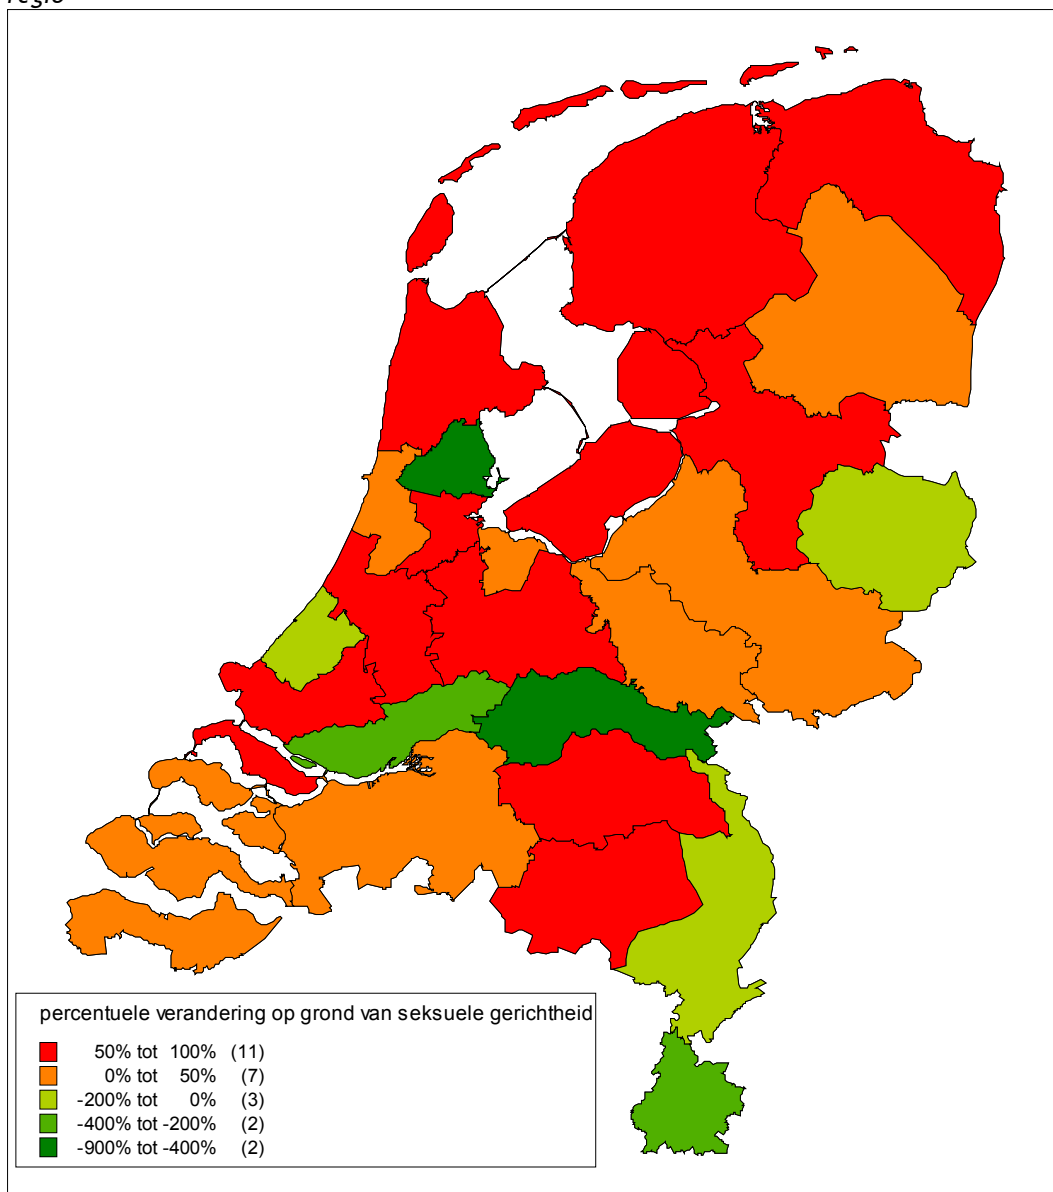 regio
percentuele verandering op grond van seksuele gerichtheid
50% tot 100% (11)
0% tot 50% (7)
-200% tot 0% (3)
-400% tot -200% (2)
-900% tot -400% (2)